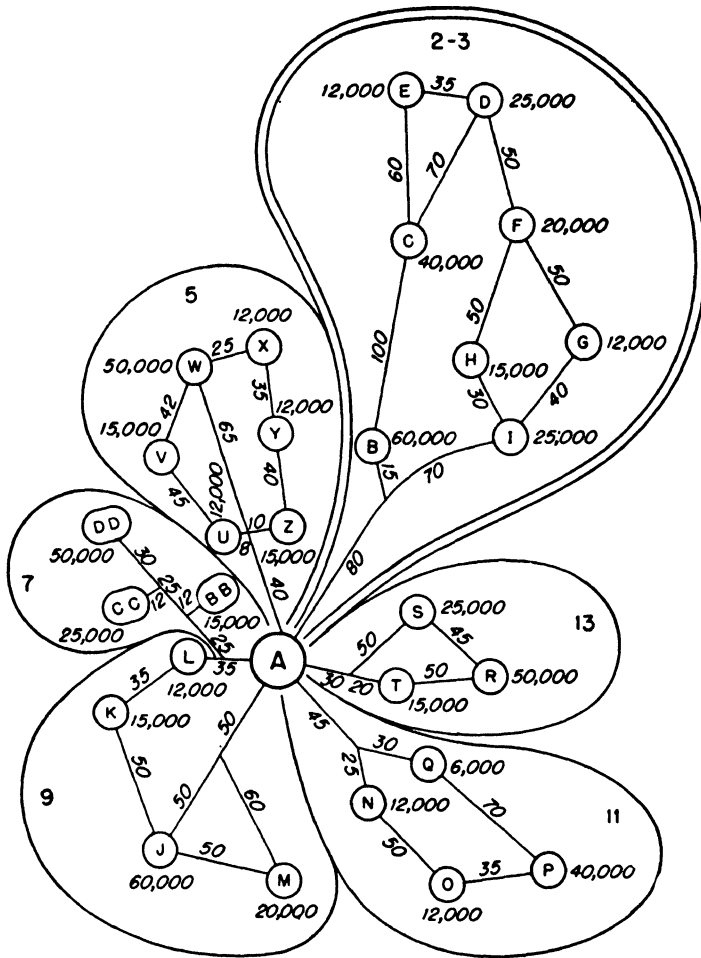 2-3
12,000 E 35 D 25,000
60 70 50
C 40,000
F 20,000
100 50 50
H 15,000
G 12,000
30 40
B 60,000
I 25,000
15 70
80
5
12,000
50,000 W 25 X
42 65 35
15,000 V
12,000 Y
45 12,000 40
U 10 Z
8 15,000
40
7
DD
50,000 30
25
CC 12 12 BB
25,000 15,000
25
L 35 A
12,000
35
K 15,000
50 50
9
50 60
J 50 M
60,000 20,000
13
S 25,000
50 45
30 20 T 50 R 50,000
15,000
45
30 Q 6,000
25
N 12,000
70
11
50
O 35 P 40,000
12,000